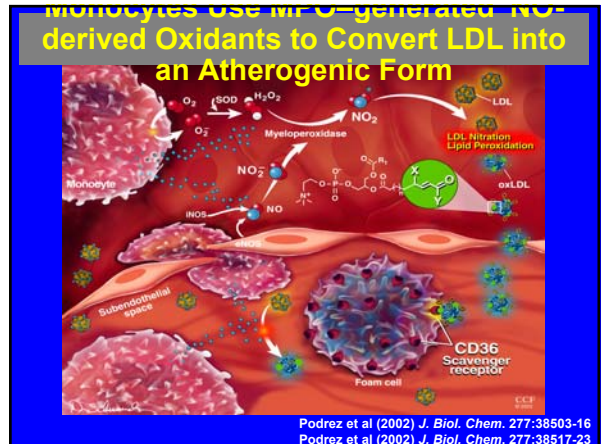 Monocytes Use MPO–generated NO-
derived Oxidants to Convert LDL into
an Atherogenic Form
O₂
SOD
H₂O₂
O₂⁻
NO₂
LDL
Myeloperoxidase
LDL Nitration
Lipid Peroxidation
Monocyte
NO₂⁻
oxLDL
iNOS
NO
eNOS
Subendothelial
space
CD36
Scavenger
receptor
Foam cell
CCF
Podrez et al (2002) J. Biol. Chem. 277:38503-16
Podrez et al (2002) J. Biol. Chem. 277:38517-23